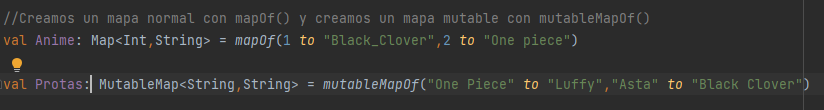 //Creamos un mapa normal con mapOf() y creamos un mapa mutable con mutableMapOf()
val Anime: Map<Int,String> = mapOf(1 to "Black_Clover",2 to "One piece")
val Protas: MutableMap<String,String> = mutableMapOf("One Piece" to "Luffy","Asta" to "Black Clover")